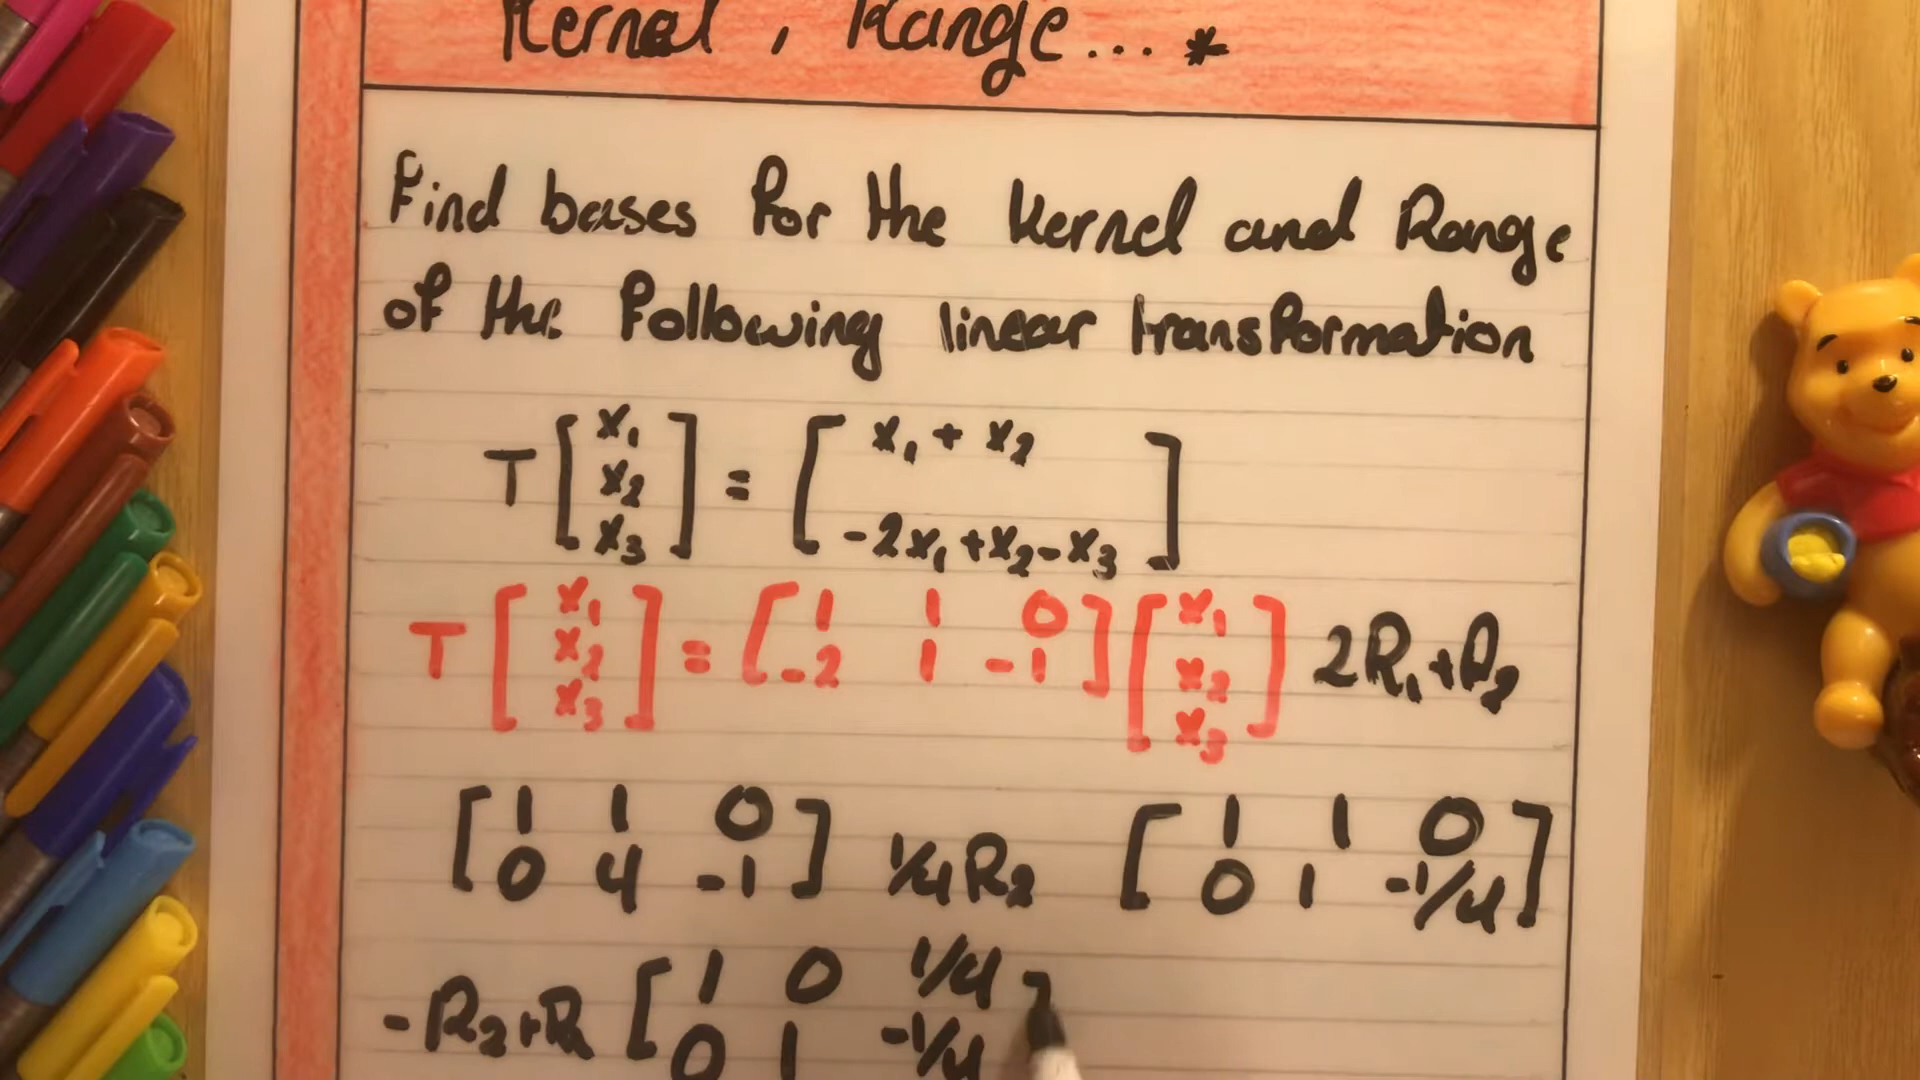 Kernel, Range... *
Find bases for the Kernel and Range
of the following linear transformation
T [x₁ x₂ x₃] = [x₁ + x₂
-2x₁ + x₂ - x₃]
T [x₁ x₂ x₃] = [1 1 0
-2 1 -1] [x₁ x₂ x₃] 2R₁+R₂
[1 1 0
0 4 -1] 1/4 R₂ [1 1 0
0 1 -1/4]
-R₂+R [1 0 1/4
0 1 -1/4